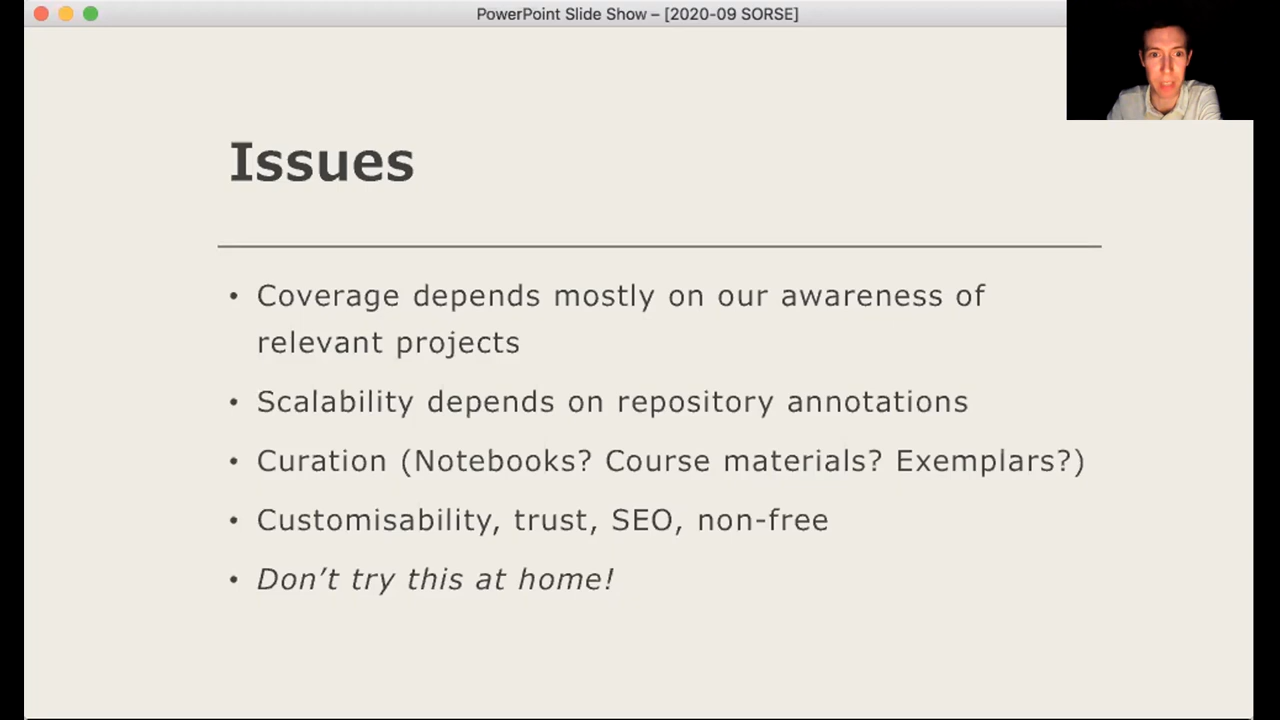 PowerPoint Slide Show – [2020-09 SORSE]
Issues
• Coverage depends mostly on our awareness of
relevant projects
• Scalability depends on repository annotations
• Curation (Notebooks? Course materials? Exemplars?)
• Customisability, trust, SEO, non-free
• Don’t try this at home!